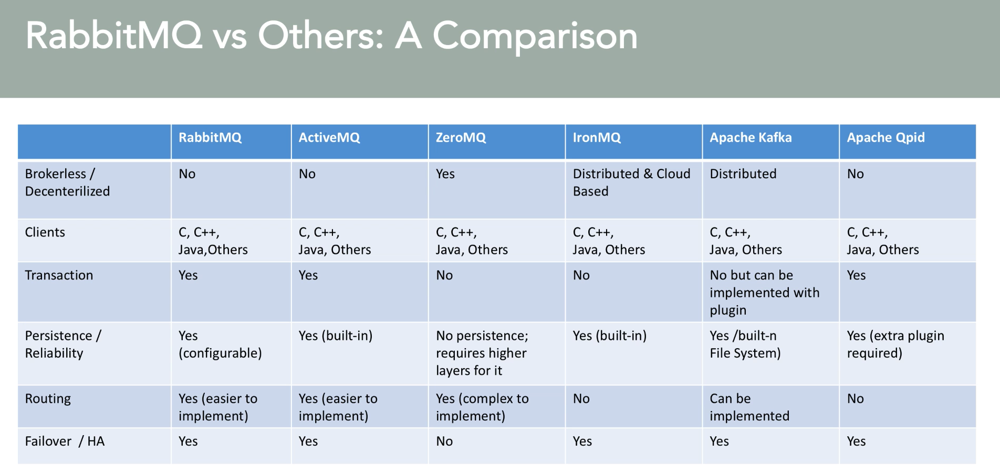 RabbitMQ vs Others: A Comparison
RabbitMQ
ActiveMQ
ZeroMQ
IronMQ
Apache Kafka
Apache Qpid
Brokerless /
Decenterilized
No
No
Yes
Distributed & Cloud
Based
Distributed
No
Clients
C, C++,
Java,Others
C, C++,
Java, Others
C, C++,
Java, Others
C, C++,
Java, Others
C, C++,
Java, Others
C, C++,
Java, Others
Transaction
Yes
Yes
No
No
No but can be
implemented with
plugin
Yes
Persistence /
Reliability
Yes
(configurable)
Yes (built-in)
No persistence;
requires higher
layers for it
Yes (built-in)
Yes /built-n
File System)
Yes (extra plugin
required)
Routing
Yes (easier to
implement)
Yes (easier to
implement)
Yes (complex to
implement)
No
Can be
implemented
No
Failover  / HA
Yes
Yes
No
Yes
Yes
Yes